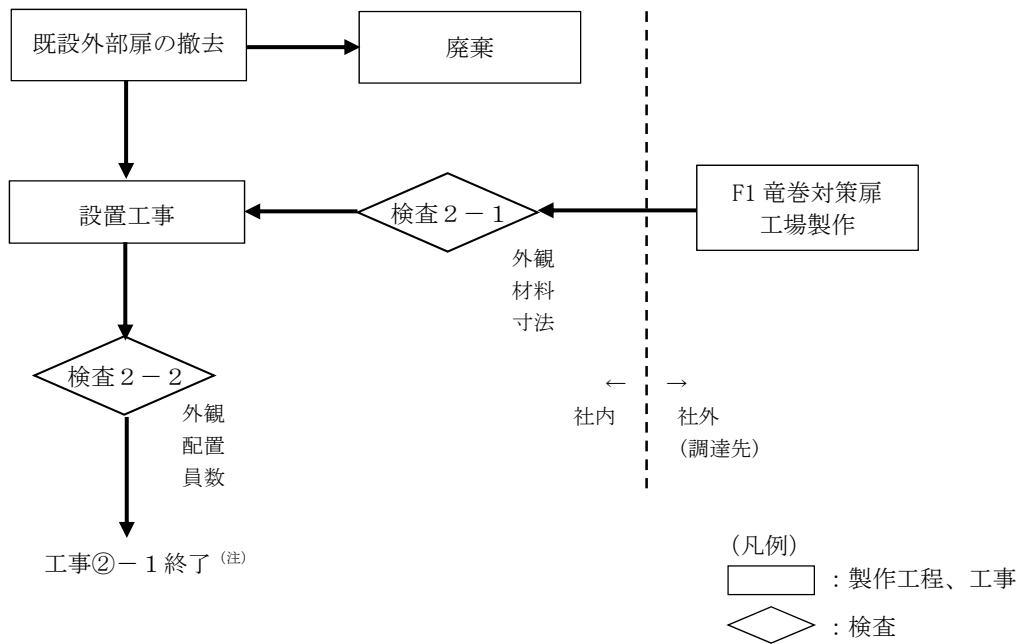 既設外部扉の撤去
廃棄
設置工事
検査2-1
F1 竜巻対策扉
工場製作
外観
材料
寸法
検査2-2
外観
配置
員数
← →
社内 社外
(調達先)
工事②-1終了 (注)
(凡例)
:製作工程、工事
:検査